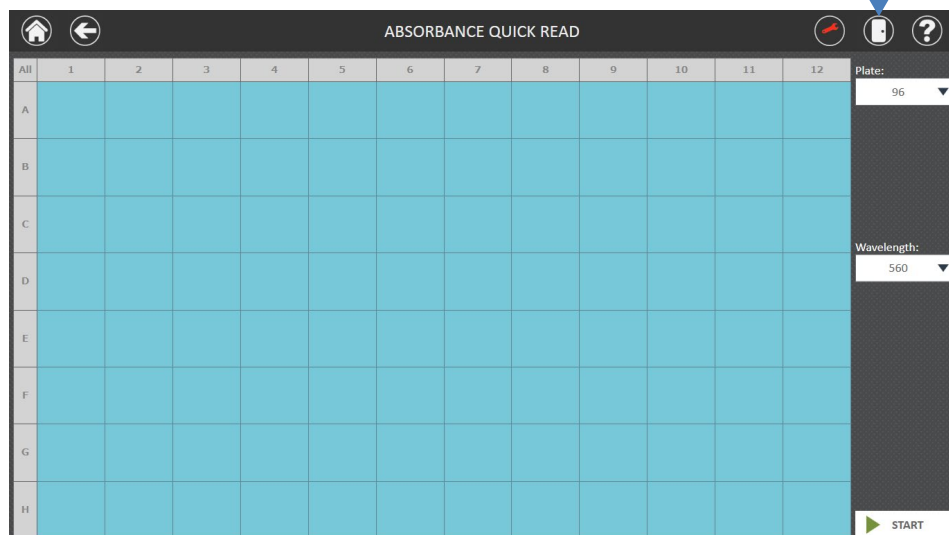 ABSORBANCE QUICK READ
?
All 1 2 3 4 5 6 7 8 9 10 11 12
Plate:
96
A
B
C
Wavelength:
560
D
E
F
G
H
START